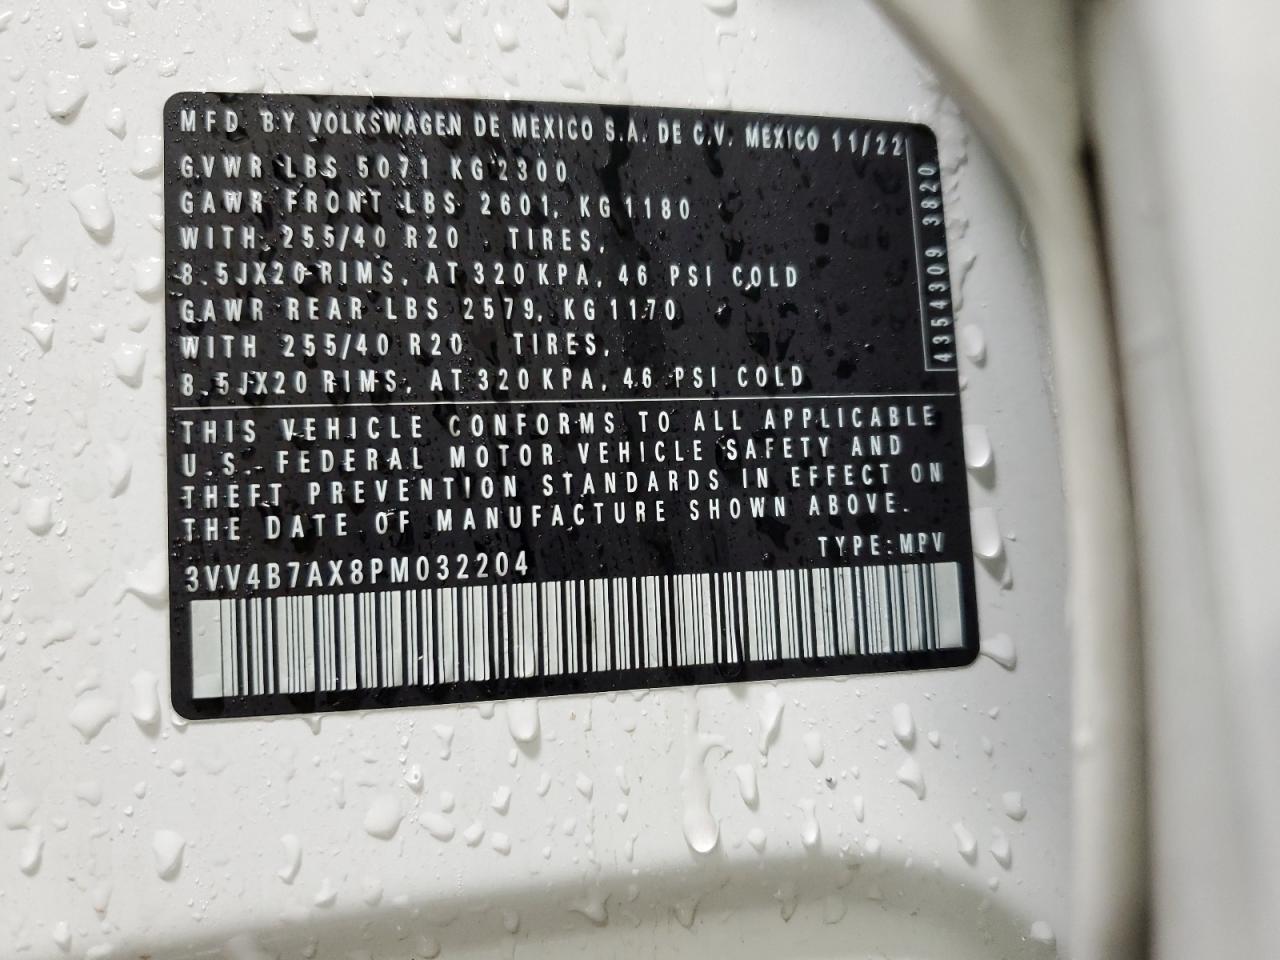 MFD BY VOLKSWAGEN DE MEXICO S.A. DE C.V. MEXICO 11/22
GVWR LBS 5071 KG 2300
GAWR FRONT LBS 2601, KG 1180
WITH 255/40 R20 TIRES,
8.5JX20 RIMS, AT 320 KPA, 46 PSI COLD
GAWR REAR LBS 2579, KG 1170
WITH 255/40 R20 TIRES,
8.5JX20 RIMS, AT 320 KPA, 46 PSI COLD
4354309 3820
THIS VEHICLE CONFORMS TO ALL APPLICABLE
U.S. FEDERAL MOTOR VEHICLE SAFETY AND
THEFT PREVENTION STANDARDS IN EFFECT ON
THE DATE OF MANUFACTURE SHOWN ABOVE.
3VV4B7AX8PM032204 TYPE:MPV